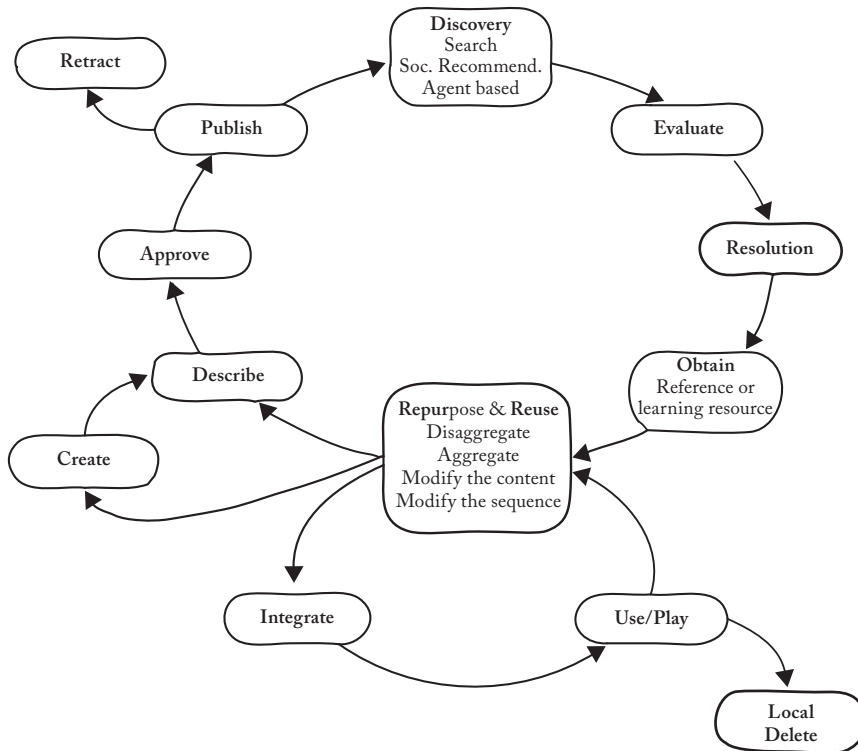 Discovery
Search
Soc. Recommend.
Agent based
Retract
Publish
Evaluate
Approve
Resolution
Describe
Obtain
Reference or
learning resource
Repurpose & Reuse
Disaggregate
Aggregate
Modify the content
Modify the sequence
Create
Integrate
Use/Play
Local
Delete